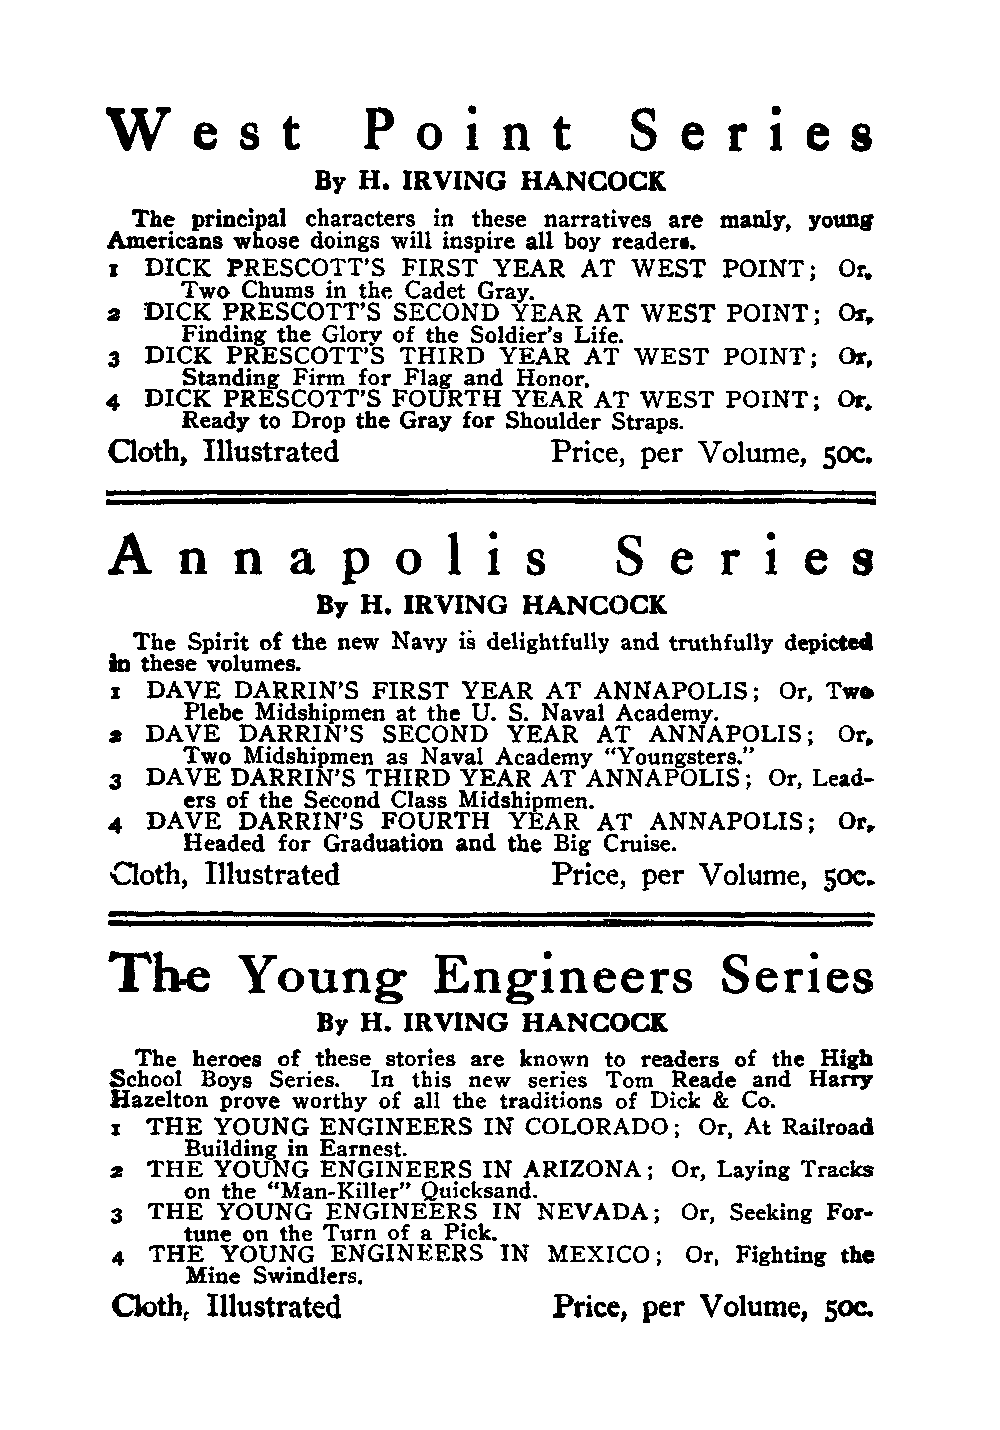 West Point Series
By H. IRVING HANCOCK
The principal characters in these narratives are manly, young
Americans whose doings will inspire all boy readers.
1 DICK PRESCOTT'S FIRST YEAR AT WEST POINT; Or,
Two Chums in the Cadet Gray.
2 DICK PRESCOTT'S SECOND YEAR AT WEST POINT; Or,
Finding the Glory of the Soldier's Life.
3 DICK PRESCOTT'S THIRD YEAR AT WEST POINT; Or,
Standing Firm for Flag and Honor.
4 DICK PRESCOTT'S FOURTH YEAR AT WEST POINT; Or,
Ready to Drop the Gray for Shoulder Straps.
Cloth, Illustrated Price, per Volume, 50c.
Annapolis Series
By H. IRVING HANCOCK
The Spirit of the new Navy is delightfully and truthfully depicted
in these volumes.
1 DAVE DARRIN'S FIRST YEAR AT ANNAPOLIS; Or, Two
Plebe Midshipmen at the U. S. Naval Academy.
2 DAVE DARRIN'S SECOND YEAR AT ANNAPOLIS; Or,
Two Midshipmen as Naval Academy "Youngsters."
3 DAVE DARRIN'S THIRD YEAR AT ANNAPOLIS; Or, Lead-
ers of the Second Class Midshipmen.
4 DAVE DARRIN'S FOURTH YEAR AT ANNAPOLIS; Or,
Headed for Graduation and the Big Cruise.
Cloth, Illustrated Price, per Volume, 50c.
The Young Engineers Series
By H. IRVING HANCOCK
The heroes of these stories are known to readers of the High
School Boys Series. In this new series Tom Reade and Harry
Hazelton prove worthy of all the traditions of Dick & Co.
1 THE YOUNG ENGINEERS IN COLORADO; Or, At Railroad
Building in Earnest.
2 THE YOUNG ENGINEERS IN ARIZONA; Or, Laying Tracks
on the "Man-Killer" Quicksand.
3 THE YOUNG ENGINEERS IN NEVADA; Or, Seeking For-
tune on the Turn of a Pick.
4 THE YOUNG ENGINEERS IN MEXICO; Or, Fighting the
Mine Swindlers.
Cloth, Illustrated Price, per Volume, 50c.